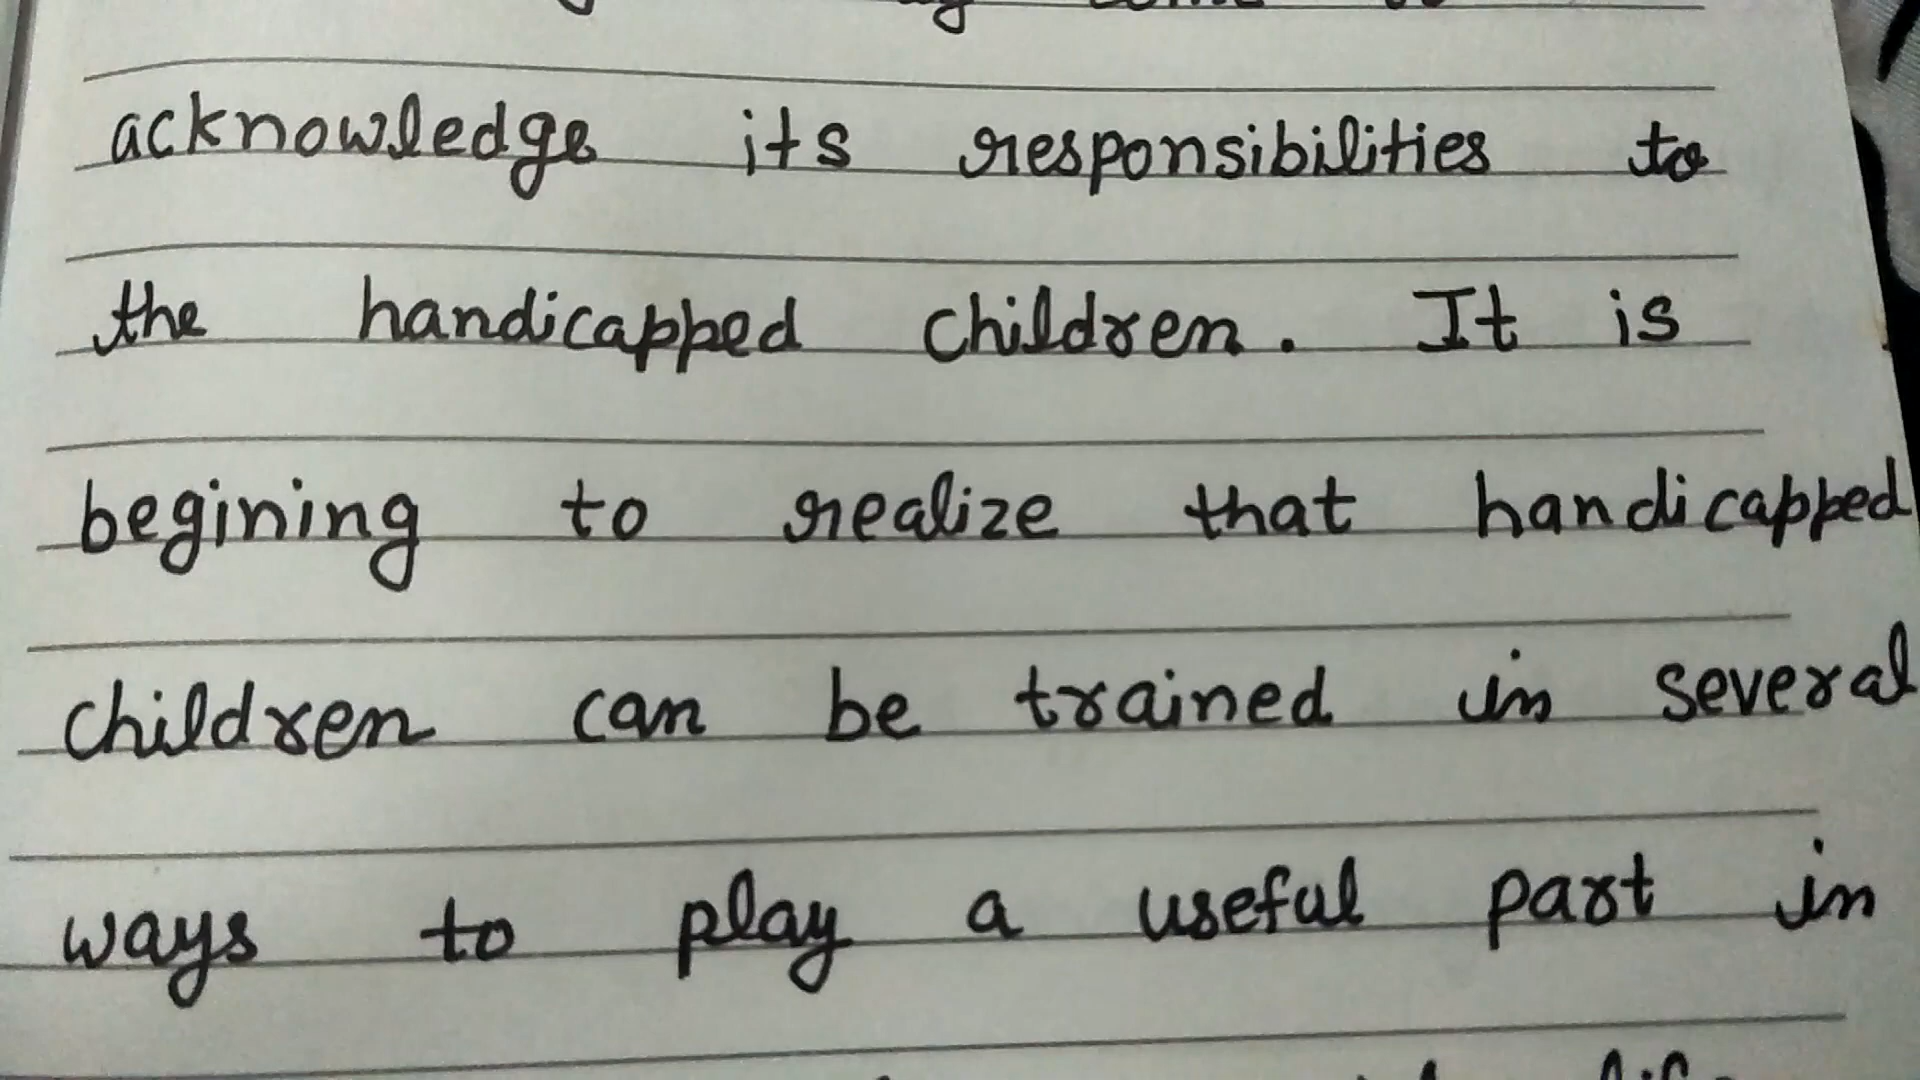 acknowledge its responsibilities to
the handicapped children. It is
begining to realize that handicapped
children can be trained in several
ways to play a useful part in